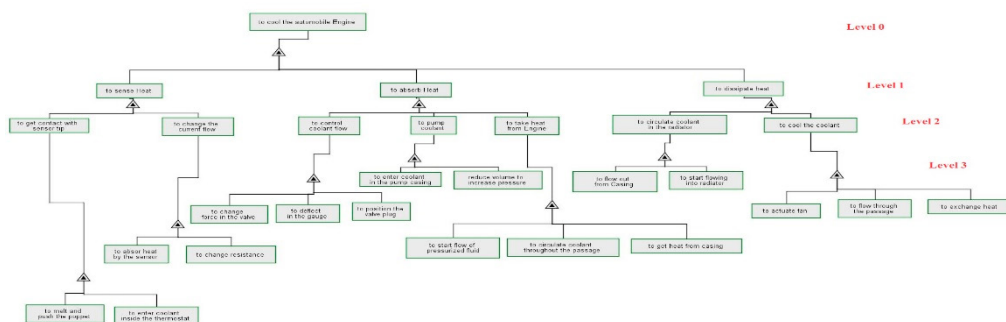 to cool the automobile Engine
Level 0
to sense Heat
to absorb Heat
to dissipate heat
Level 1
to get contact with
sensor tip
to change the
current flow
to control
coolant flow
to pump
coolant
to take heat
from Engine
to circulate coolant
in the radiator
to cool the coolant
Level 2
Level 3
to enter coolant
in the pump casing
reduce volume to
increase pressure
to flow out
from Casing
to start flowing
into radiator
to change
force in the valve
to deflect
in the gauge
to position the
valve plug
to actuate fan
to flow through
the passage
to exchange heat
to absor heat
by the sensor
to change resistance
to start flow of
pressurized fluid
to circulate coolant
throughout the passage
to get heat from casing
to melt and
push the puppet
to enter coolant
inside the thermostat